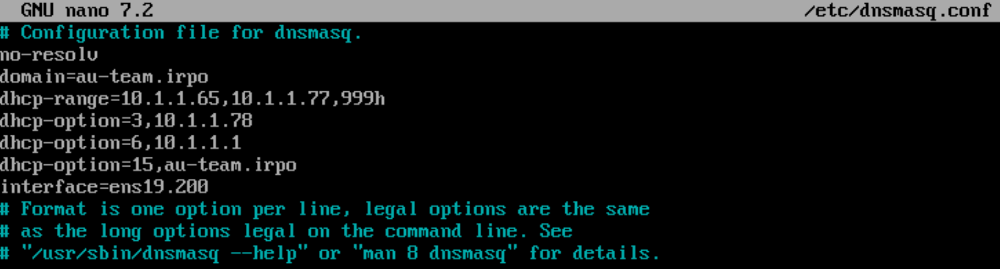 GNU nano 7.2 /etc/dnsmasq.conf
# Configuration file for dnsmasq.
no-resolv
domain=au-team.irpo
dhcp-range=10.1.1.65,10.1.1.77,999h
dhcp-option=3,10.1.1.78
dhcp-option=6,10.1.1.1
dhcp-option=15,au-team.irpo
interface=ens19.200
# Format is one option per line, legal options are the same
# as the long options legal on the command line. See
# "/usr/sbin/dnsmasq --help" or "man 8 dnsmasq" for details.